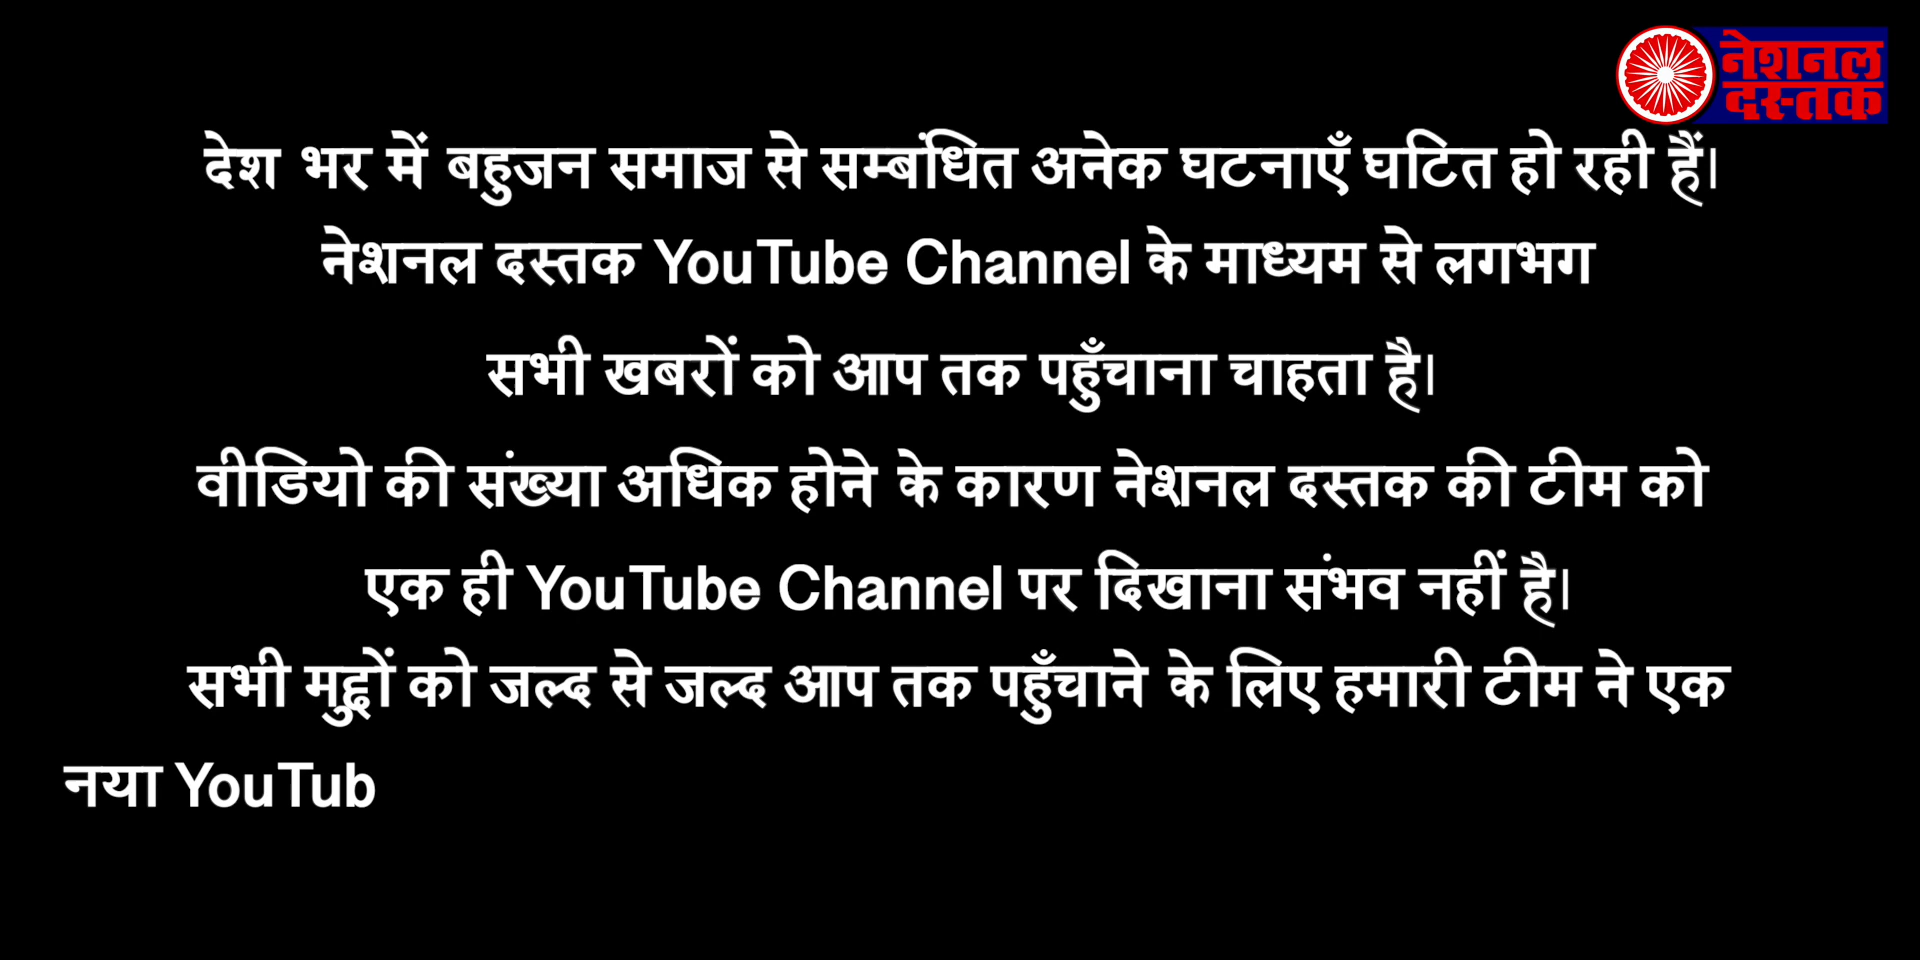 नेशनल
दस्तक
देश भर में बहुजन समाज से सम्बंधित अनेक घटनाएँ घटित हो रही हैं।
नेशनल दस्तक YouTube Channel के माध्यम से लगभग
सभी खबरों को आप तक पहुँचाना चाहता है।
वीडियो की संख्या अधिक होने के कारण नेशनल दस्तक की टीम को
एक ही YouTube Channel पर दिखाना संभव नहीं है।
सभी मुद्दों को जल्द से जल्द आप तक पहुँचाने के लिए हमारी टीम ने एक
नया YouTub